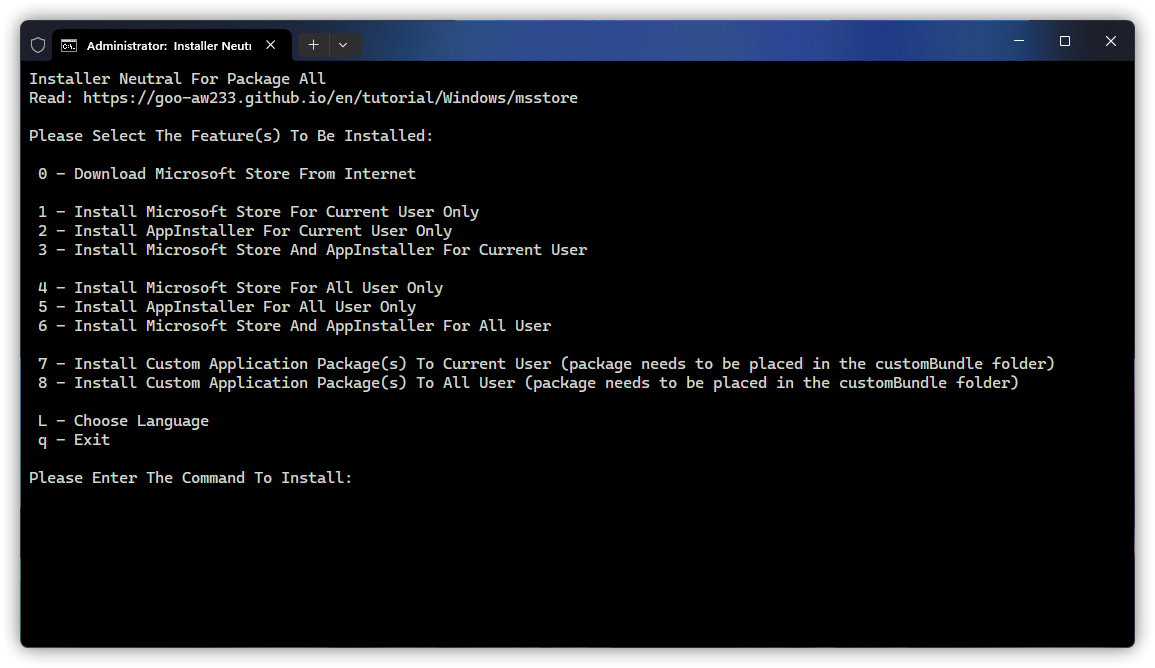 Administrator: Installer Neutr
Installer Neutral For Package All
Read: https://goo-aw233.github.io/en/tutorial/Windows/msstore
Please Select The Feature(s) To Be Installed:
0 - Download Microsoft Store From Internet
1 - Install Microsoft Store For Current User Only
2 - Install AppInstaller For Current User Only
3 - Install Microsoft Store And AppInstaller For Current User
4 - Install Microsoft Store For All User Only
5 - Install AppInstaller For All User Only
6 - Install Microsoft Store And AppInstaller For All User
7 - Install Custom Application Package(s) To Current User (package needs to be placed in the customBundle folder)
8 - Install Custom Application Package(s) To All User (package needs to be placed in the customBundle folder)
L - Choose Language
q - Exit
Please Enter The Command To Install: